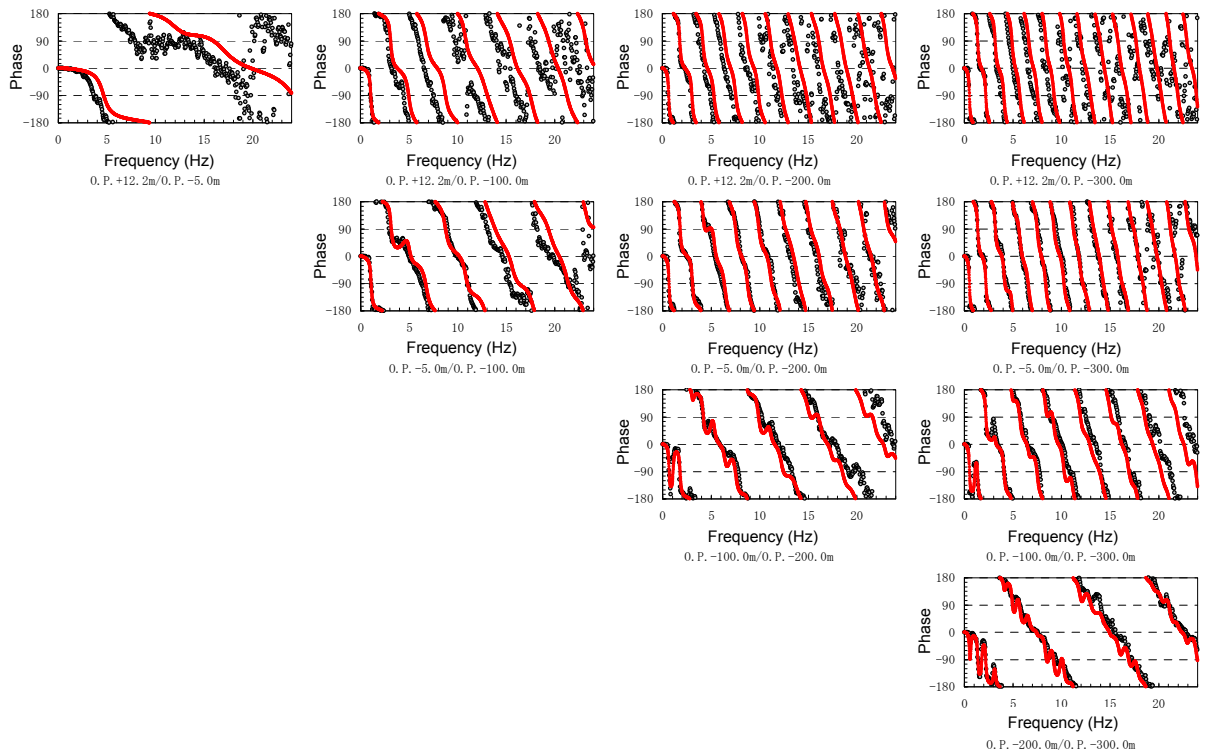 180 180 180 180
90 90 90 90
Phase Phase Phase Phase
0 0 0 0
-90 -90 -90 -90
-180 -180 -180 -180
0 5 10 15 20 0 5 10 15 20 0 5 10 15 20 0 5 10 15 20
Frequency (Hz) Frequency (Hz) Frequency (Hz) Frequency (Hz)
O.P.+12.2m/O.P.-5.0m O.P.+12.2m/O.P.-100.0m O.P.+12.2m/O.P.-200.0m O.P.+12.2m/O.P.-300.0m
180 180 180
90 90 90
Phase Phase Phase
0 0 0
-90 -90 -90
-180 -180 -180
0 5 10 15 20 0 5 10 15 20 0 5 10 15 20
Frequency (Hz) Frequency (Hz) Frequency (Hz)
O.P.-5.0m/O.P.-100.0m O.P.-5.0m/O.P.-200.0m O.P.-5.0m/O.P.-300.0m
180 180
90 90
Phase Phase
0 0
-90 -90
-180 -180
0 5 10 15 20 0 5 10 15 20
Frequency (Hz) Frequency (Hz)
O.P.-100.0m/O.P.-200.0m O.P.-100.0m/O.P.-300.0m
180
90
Phase
0
-90
-180
0 5 10 15 20
Frequency (Hz)
O.P.-200.0m/O.P.-300.0m